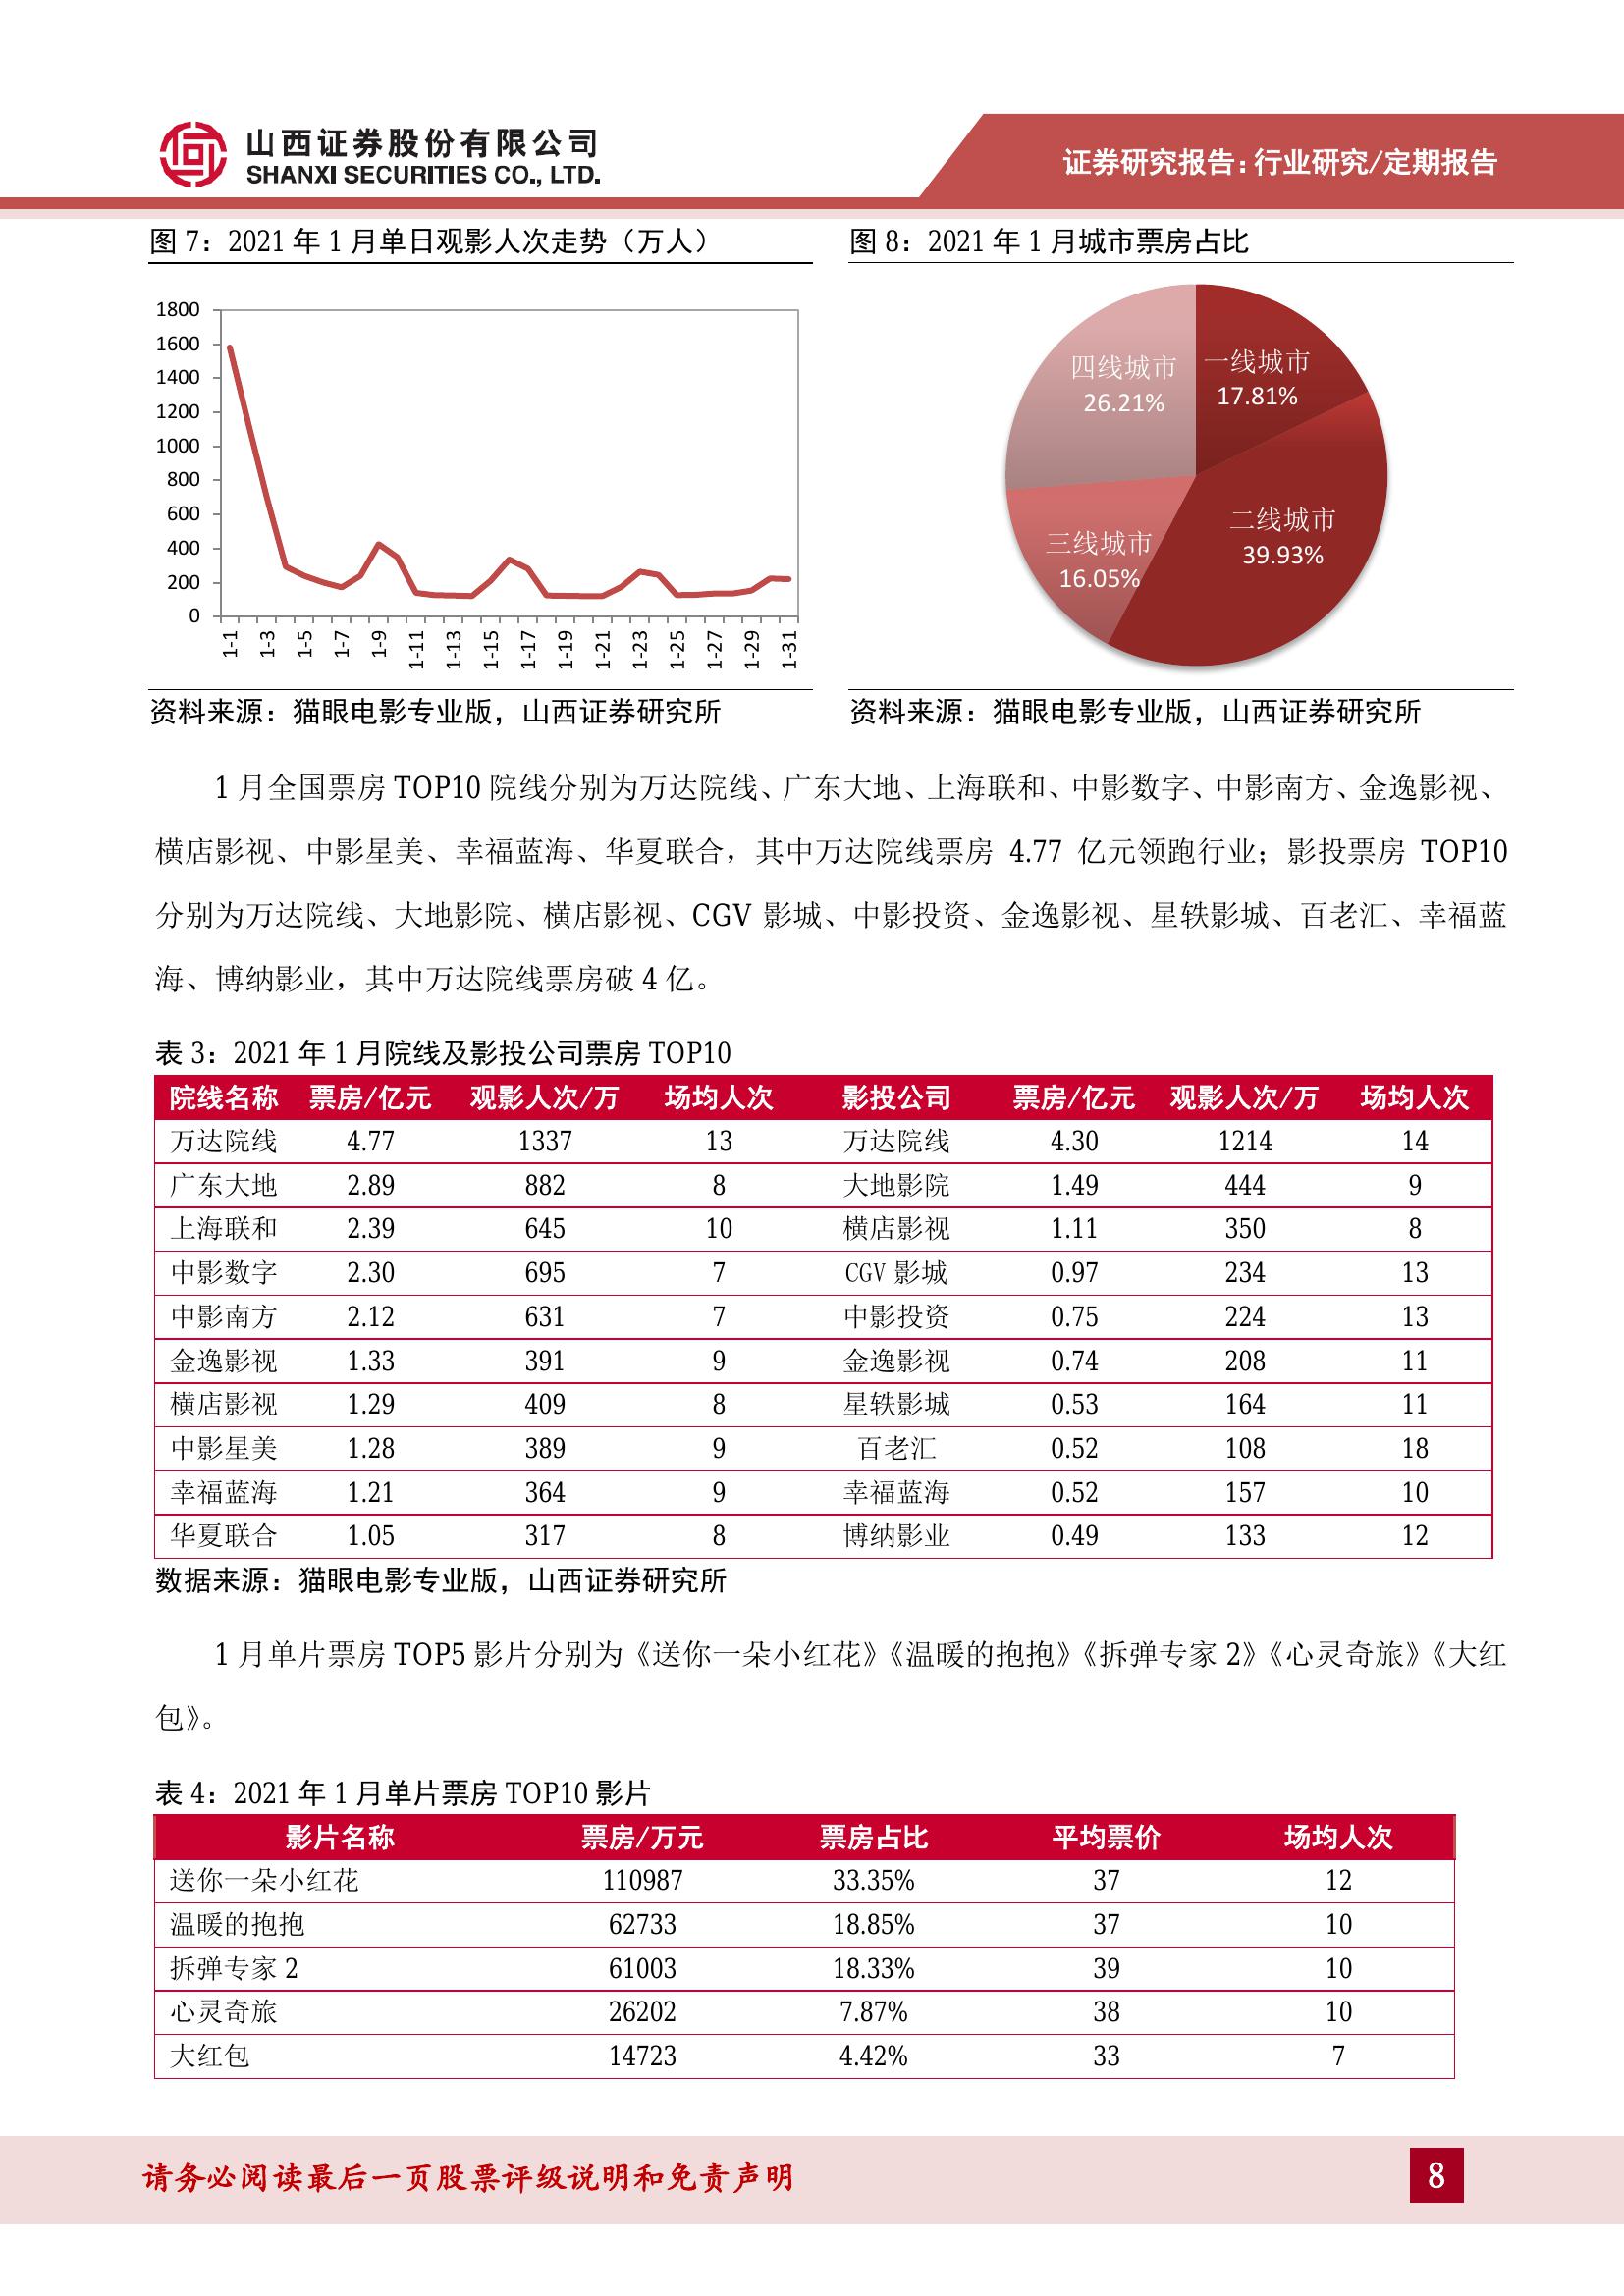 山西证券股份有限公司
SHANXI SECURITIES CO., LTD.
证券研究报告:行业研究/定期报告
图 7：2021 年 1 月单日观影人次走势（万人）
1800
1600
1400
1200
1000
800
600
400
200
0
1-1 1-3 1-5 1-7 1-9 1-11 1-13 1-15 1-17 1-19 1-21 1-23 1-25 1-27 1-29 1-31
资料来源：猫眼电影专业版，山西证券研究所
图 8：2021 年 1 月城市票房占比
一线城市
17.81%
二线城市
39.93%
三线城市
16.05%
四线城市
26.21%
资料来源：猫眼电影专业版，山西证券研究所
1 月全国票房 TOP10 院线分别为万达院线、广东大地、上海联和、中影数字、中影南方、金逸影视、
横店影视、中影星美、幸福蓝海、华夏联合，其中万达院线票房 4.77 亿元领跑行业；影投票房 TOP10
分别为万达院线、大地影院、横店影视、CGV 影城、中影投资、金逸影视、星轶影城、百老汇、幸福蓝
海、博纳影业，其中万达院线票房破 4 亿。
表 3：2021 年 1 月院线及影投公司票房 TOP10
院线名称 票房/亿元 观影人次/万 场均人次 影投公司 票房/亿元 观影人次/万 场均人次
万达院线 4.77 1337 13 万达院线 4.30 1214 14
广东大地 2.89 882 8 大地影院 1.49 444 9
上海联和 2.39 645 10 横店影视 1.11 350 8
中影数字 2.30 695 7 CGV 影城 0.97 234 13
中影南方 2.12 631 7 中影投资 0.75 224 13
金逸影视 1.33 391 9 金逸影视 0.74 208 11
横店影视 1.29 409 8 星轶影城 0.53 164 11
中影星美 1.28 389 9 百老汇 0.52 108 18
幸福蓝海 1.21 364 9 幸福蓝海 0.52 157 10
华夏联合 1.05 317 8 博纳影业 0.49 133 12
数据来源：猫眼电影专业版，山西证券研究所
1 月单片票房 TOP5 影片分别为《送你一朵小红花》《温暖的抱抱》《拆弹专家 2》《心灵奇旅》《大红
包》。
表 4：2021 年 1 月单片票房 TOP10 影片
影片名称 票房/万元 票房占比 平均票价 场均人次
送你一朵小红花 110987 33.35% 37 12
温暖的抱抱 62733 18.85% 37 10
拆弹专家 2 61003 18.33% 39 10
心灵奇旅 26202 7.87% 38 10
大红包 14723 4.42% 33 7
请务必阅读最后一页股票评级说明和免责声明
8